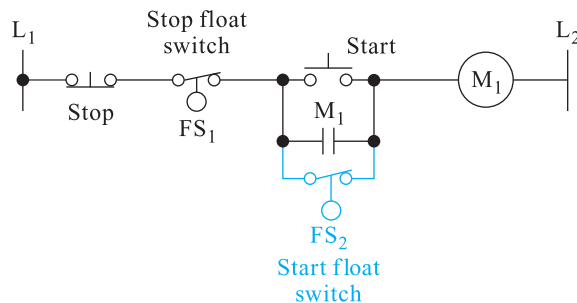 L₁
Stop float
switch
Start
L₂
Stop
FS₁
M₁
M₁
FS₂
Start float
switch